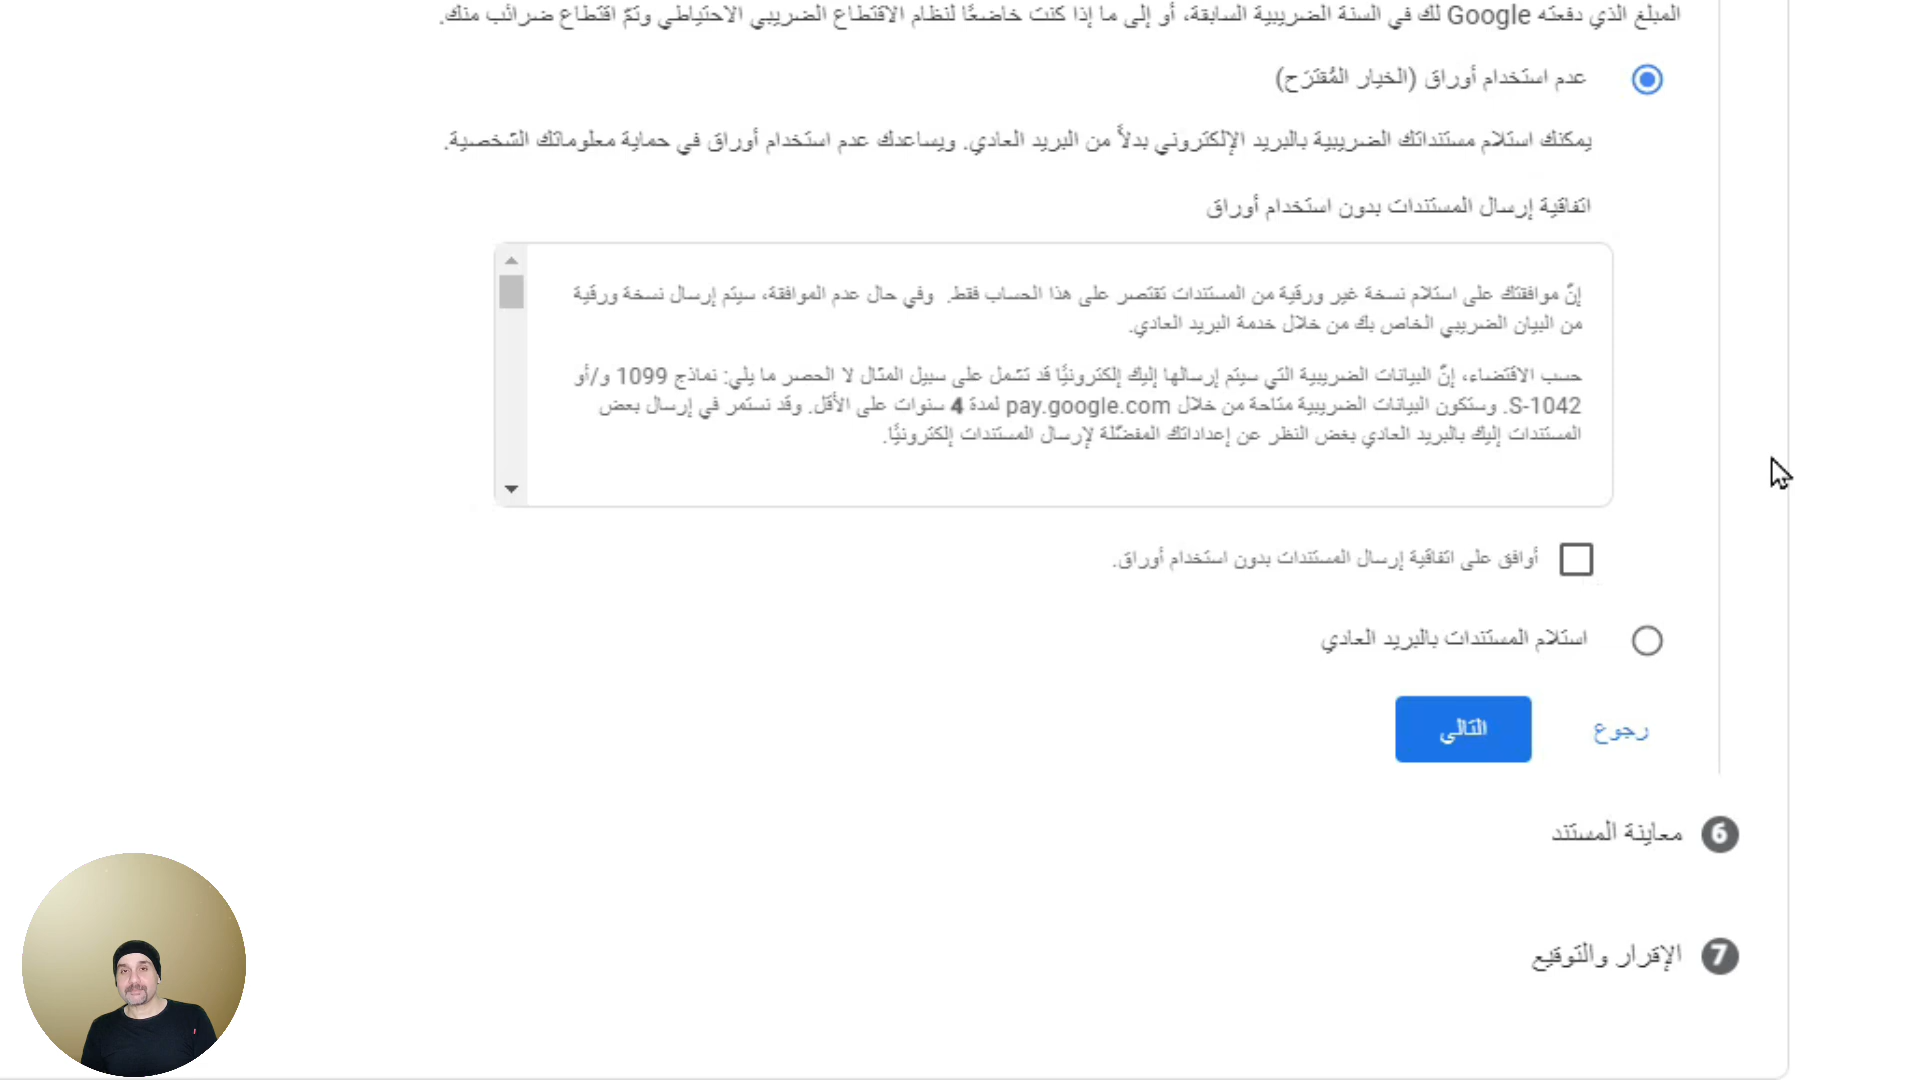 المبلغ الذي دفعته Google لك في السنة الضريبية السابقة، أو إلى ما إذا كنت خاضعًا لنظام الاقتطاع الضريبي الاحتياطي وتمّ اقتطاع ضرائب منك.
عدم استخدام أوراق (الخيار المُقترَح)
يمكنك استلام مستنداتك الضريبية بالبريد الإلكتروني بدلاً من البريد العادي. ويساعدك عدم استخدام أوراق في حماية معلوماتك الشخصية.
اتفاقية إرسال المستندات بدون استخدام أوراق
إنّ موافقتك على استلام نسخة غير ورقية من المستندات تقتصر على هذا الحساب فقط. وفي حال عدم الموافقة، سيتم إرسال نسخة ورقية
من البيان الضريبي الخاص بك من خلال خدمة البريد العادي.
حسب الاقتضاء، إنّ البيانات الضريبية التي سيتم إرسالها إليك إلكترونيًا قد تشمل على سبيل المثال لا الحصر ما يلي: نماذج 1099 و/أو
1042-S. وستكون البيانات الضريبية متاحة من خلال pay.google.com لمدة 4 سنوات على الأقل. وقد نستمر في إرسال بعض
المستندات إليك بالبريد العادي بغض النظر عن إعداداتك المفضّلة لإرسال المستندات إلكترونيًا.
أوافق على اتفاقية إرسال المستندات بدون استخدام أوراق.
استلام المستندات بالبريد العادي
رجوع
التالي
6 معاينة المستند
7 الإقرار والتوقيع